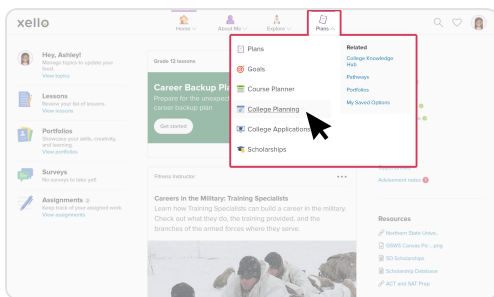 xello
Home
About Me
Explore
Plans
Hey, Ashley!
Manage topics to update your
feed.
View topics
Lessons
Review your list of lessons.
View lessons
Portfolios
Showcase your skills, creativity,
and learning.
View portfolios
Surveys
No surveys to take yet!
Assignments
Keep track of your assigned work.
View assignments
Grade 12 lessons
Career Backup Pla
Prepare for the unexpec
career backup plan.
Get started
Plans
Goals
Course Planner
College Planning
College Applications
Scholarships
Related
College Knowledge
Hub
Pathways
Portfolios
My Saved Options
Fitness instructor
Careers in the Military: Training Specialists
Learn how Training Specialists can build a career in the military.
Check out what they do, the training provided, and the
branches of the armed forces where they serve.
Advisement notes
Resources
Northern State Unive...
GSWS Canvas Pic ...png
SD Scholarships
Scholarship Database
ACT and SAT Prep